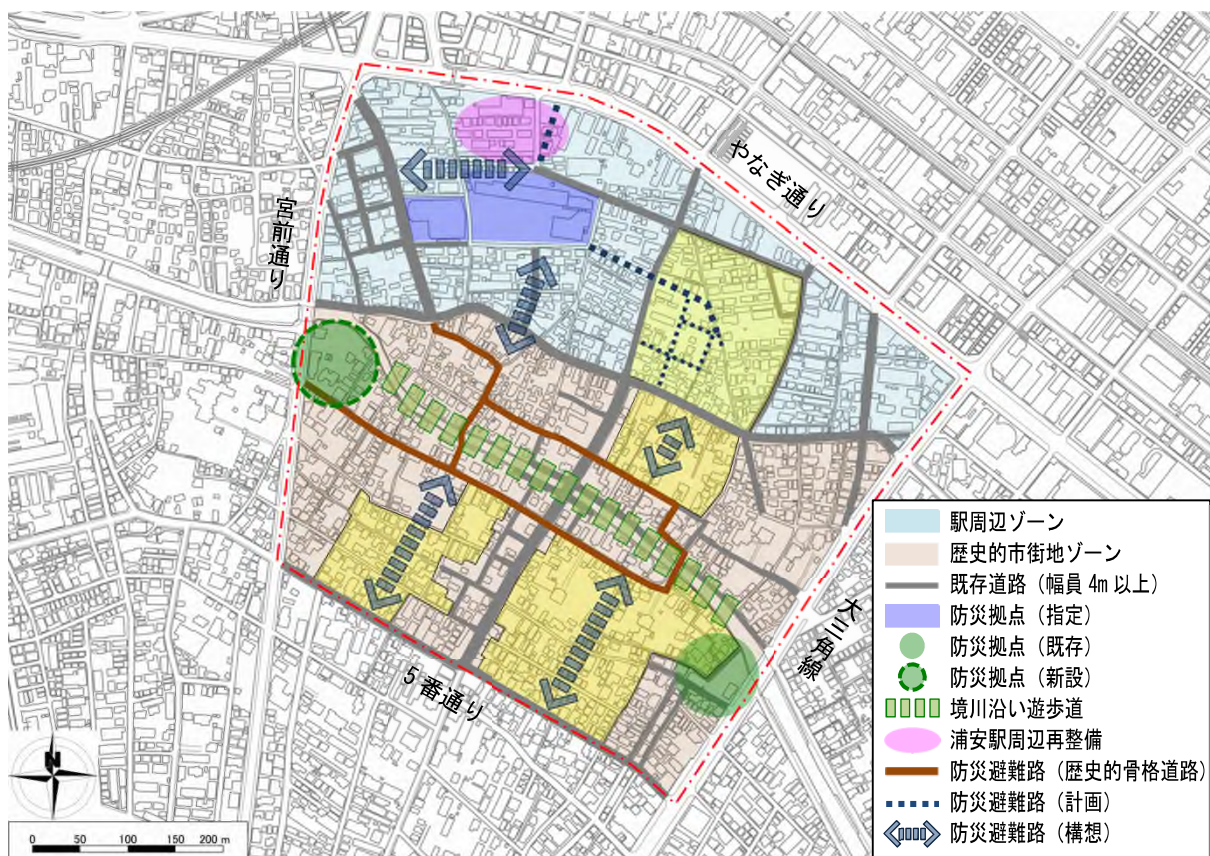 やなぎ通り
宮前通り
大三角線
5番通り
駅周辺ゾーン
歴史的市街地ゾーン
既存道路（幅員4m以上）
防災拠点（指定）
防災拠点（既存）
防災拠点（新設）
境川沿い遊歩道
浦安駅周辺再整備
防災避難路（歴史的骨格道路）
防災避難路（計画）
防災避難路（構想）
N
0 50 100 150 200 m